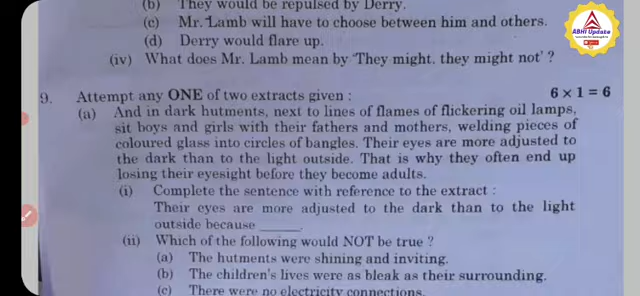 (b) They would be repulsed by Derry.
(c) Mr. Lamb will have to choose between him and others.
(d) Derry would flare up.
(iv) What does Mr. Lamb mean by 'They might, they might not' ?
ABHI Update
9. Attempt any ONE of two extracts given : 6 × 1 = 6
(a) And in dark hutments, next to lines of flames of flickering oil lamps,
sit boys and girls with their fathers and mothers, welding pieces of
coloured glass into circles of bangles. Their eyes are more adjusted to
the dark than to the light outside. That is why they often end up
losing their eyesight before they become adults.
(i) Complete the sentence with reference to the extract :
Their eyes are more adjusted to the dark than to the light
outside because ______.
(ii) Which of the following would NOT be true ?
(a) The hutments were shining and inviting.
(b) The children's lives were as bleak as their surrounding.
(c) There were no electricity connections.